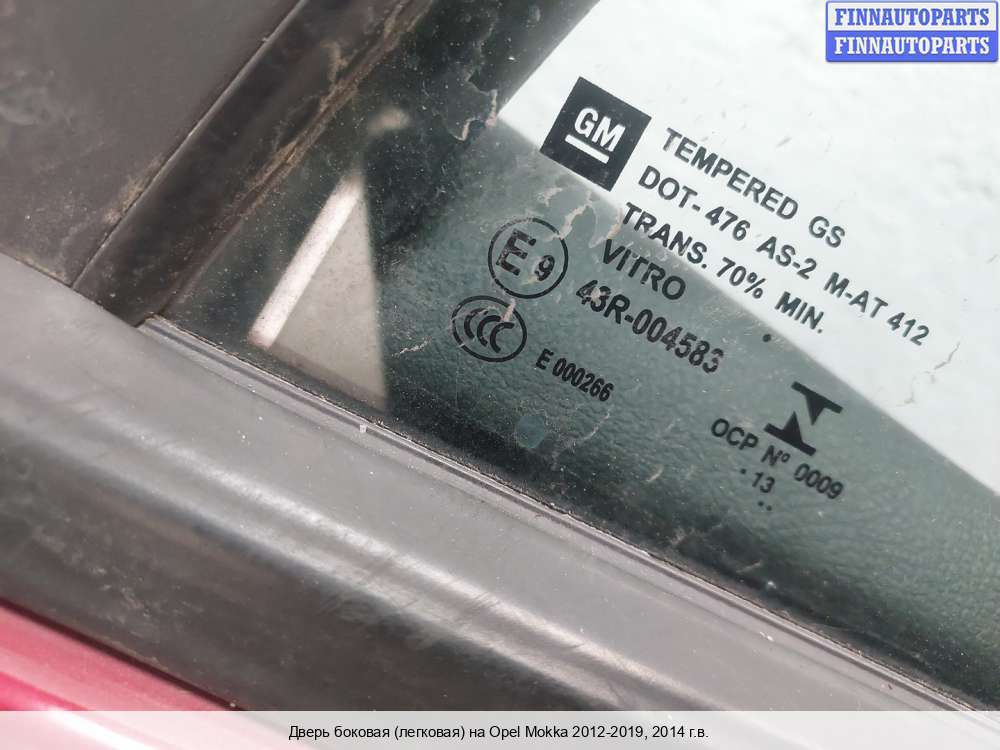 FINNAUTOPARTS
FINNAUTOPARTS
GM
TEMPERED GS
DOT-476 AS-2 M-AT 412
TRANS. 70% MIN.
VITRO
E9
43R-004583
CCC
E 000266
N
OCP Nº 0009
. 13
..
Дверь боковая (легковая) на Opel Mokka 2012-2019, 2014 г.в.